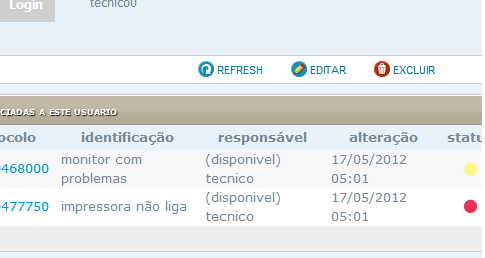 Login tecnico0
REFRESH EDITAR EXCLUIR
CIADAS A ESTE USUARIO
ocolo identificação responsável alteração statu
468000 monitor com problemas (disponivel) tecnico 17/05/2012 05:01
477750 impressora não liga (disponivel) tecnico 17/05/2012 05:01